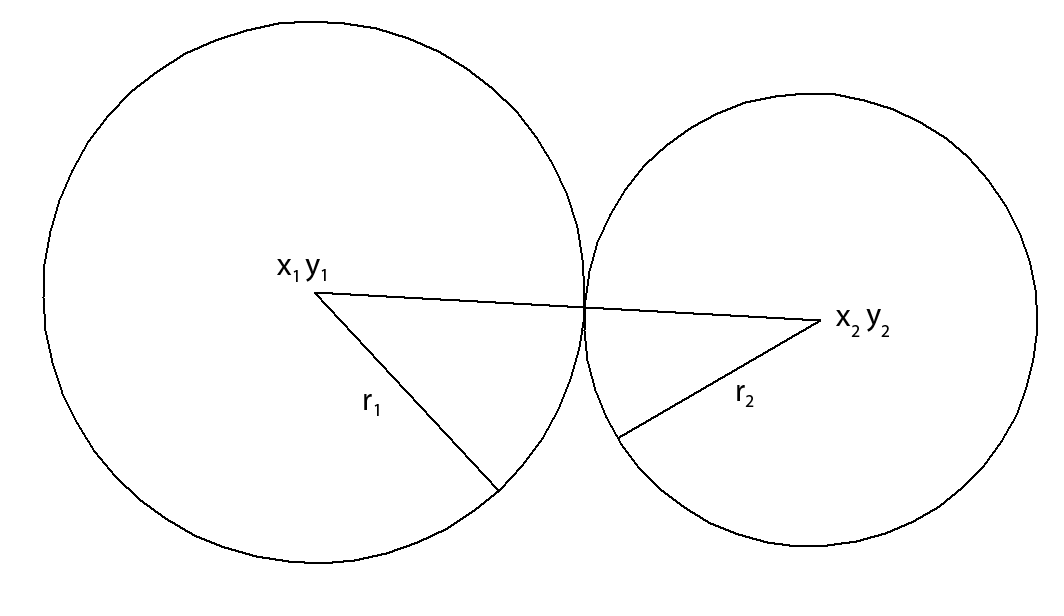 x₁ y₁
x₂ y₂
r₁
r₂